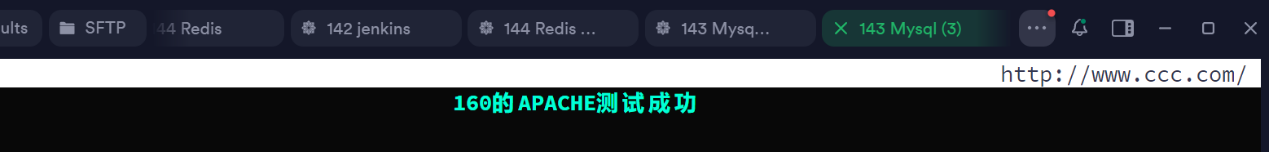 ults SFTP 44 Redis 142 jenkins 144 Redis ... 143 Mysq... 143 Mysql (3)
http://www.ccc.com/
160的APACHE测试成功